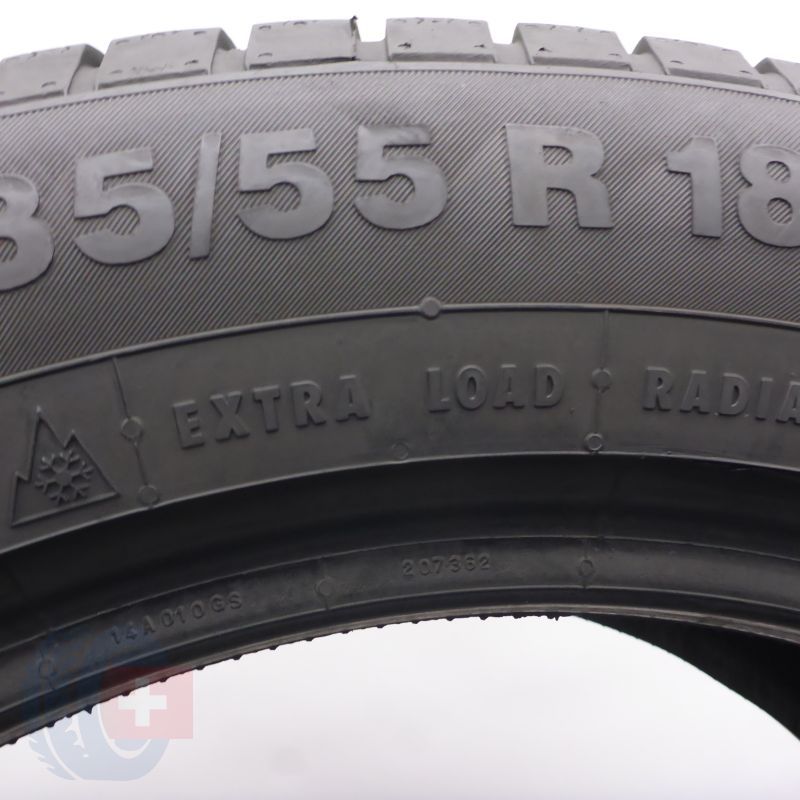 35/55 R 18
EXTRA LOAD RADIA
207362
14A010GS